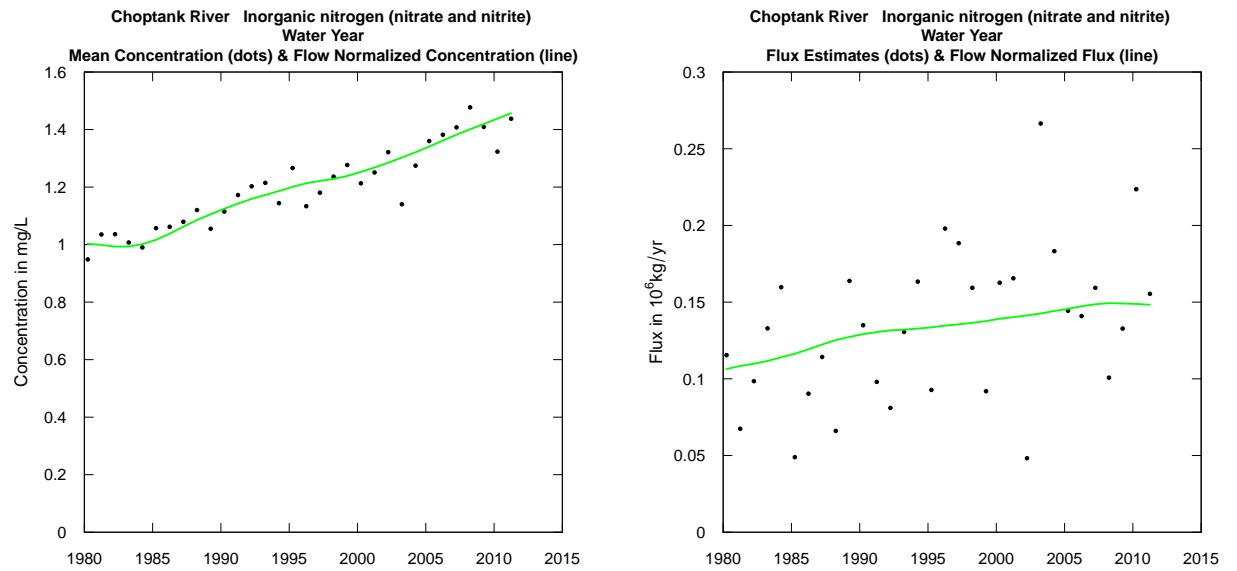 Choptank River Inorganic nitrogen (nitrate and nitrite)
Water Year
Mean Concentration (dots) & Flow Normalized Concentration (line)
Concentration in mg/L
1.6
1.4
1.2
1
0.8
0.6
0.4
0.2
0
1980 1985 1990 1995 2000 2005 2010 2015
Choptank River Inorganic nitrogen (nitrate and nitrite)
Water Year
Flux Estimates (dots) & Flow Normalized Flux (line)
Flux in 10⁶kg/yr
0.3
0.25
0.2
0.15
0.1
0.05
0
1980 1985 1990 1995 2000 2005 2010 2015